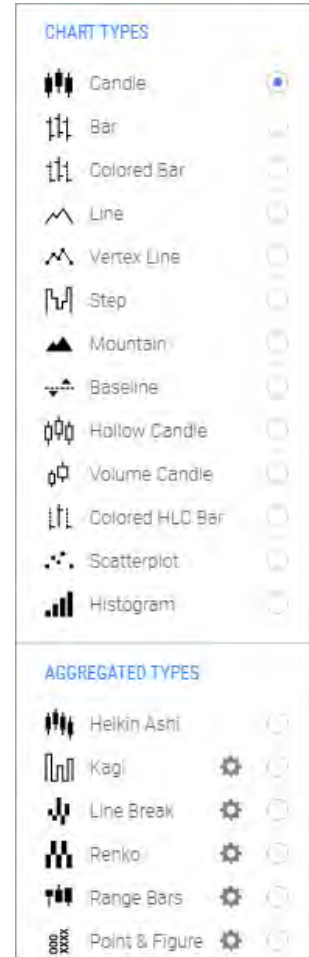 CHART TYPES
Candle
Bar
Colored Bar
Line
Vertex Line
Step
Mountain
Baseline
Hollow Candle
Volume Candle
Colored HLC Bar
Scatterplot
Histogram
AGGREGATED TYPES
Heikin Ashi
Kagi
Line Break
Renko
Range Bars
Point & Figure